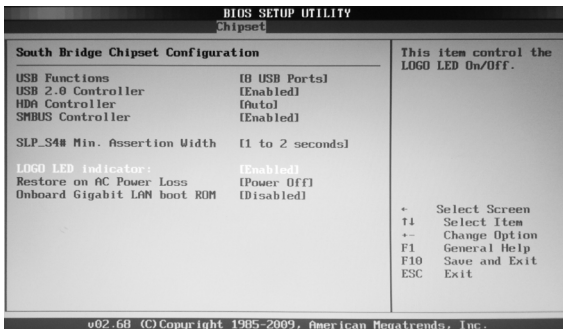 BIOS SETUP UTILITY
Chipset
South Bridge Chipset Configuration
USB Functions [8 USB Ports]
USB 2.0 Controller [Enabled]
HDA Controller [Auto]
SMBUS Controller [Enabled]
SLP_S4# Min. Assertion Width [1 to 2 seconds]
LOGO LED indicator: [Enabled]
Restore on AC Power Loss [Power Off]
Onboard Gigabit LAN boot ROM [Disabled]
This item control the
LOGO LED On/Off.
← Select Screen
↑↓ Select Item
+- Change Option
F1 General Help
F10 Save and Exit
ESC Exit
v02.68 (C)Copyright 1985-2009, American Megatrends, Inc.